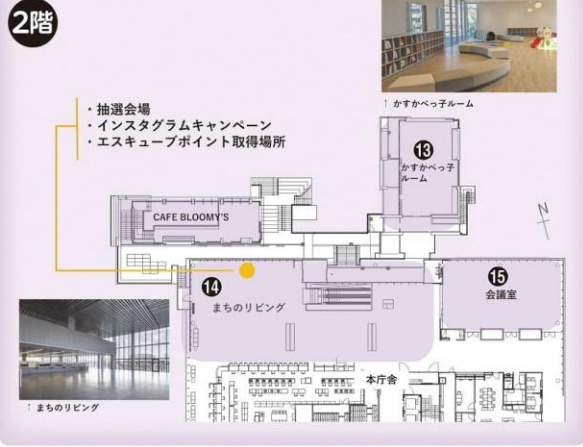 2階
↑ かすかべっ子ルーム
・抽選会場
・インスタグラムキャンペーン
・エスキューブポイント取得場所
13
かすかべっ子
ルーム
CAFE BLOOMY'S
N
14
まちのリビング
15
会議室
本庁舎
↑ まちのリビング